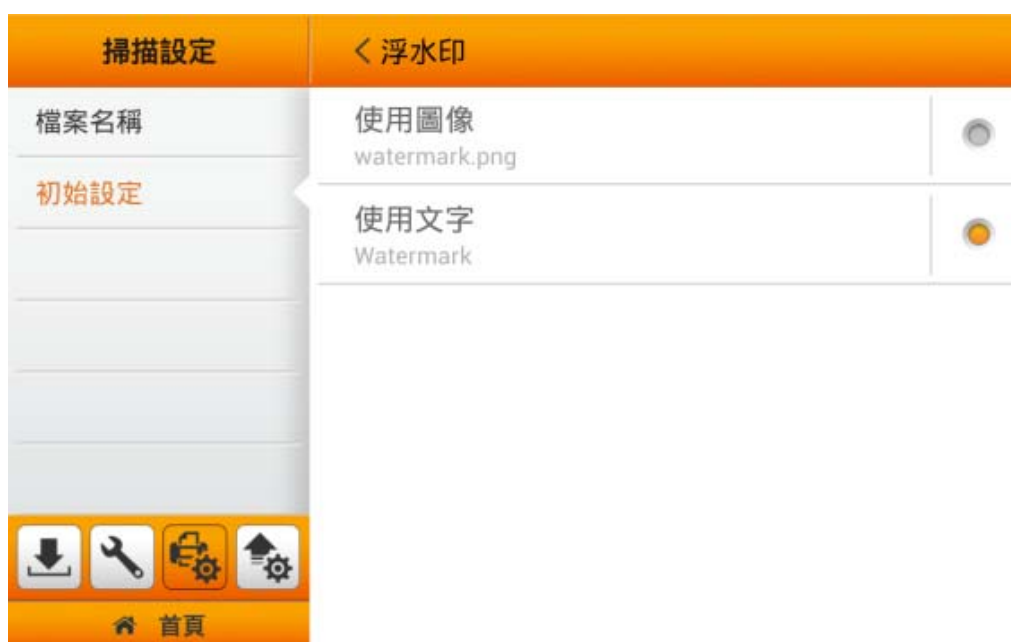 掃描設定
檔案名稱
初始設定
首頁
< 浮水印
使用圖像
watermark.png
使用文字
Watermark